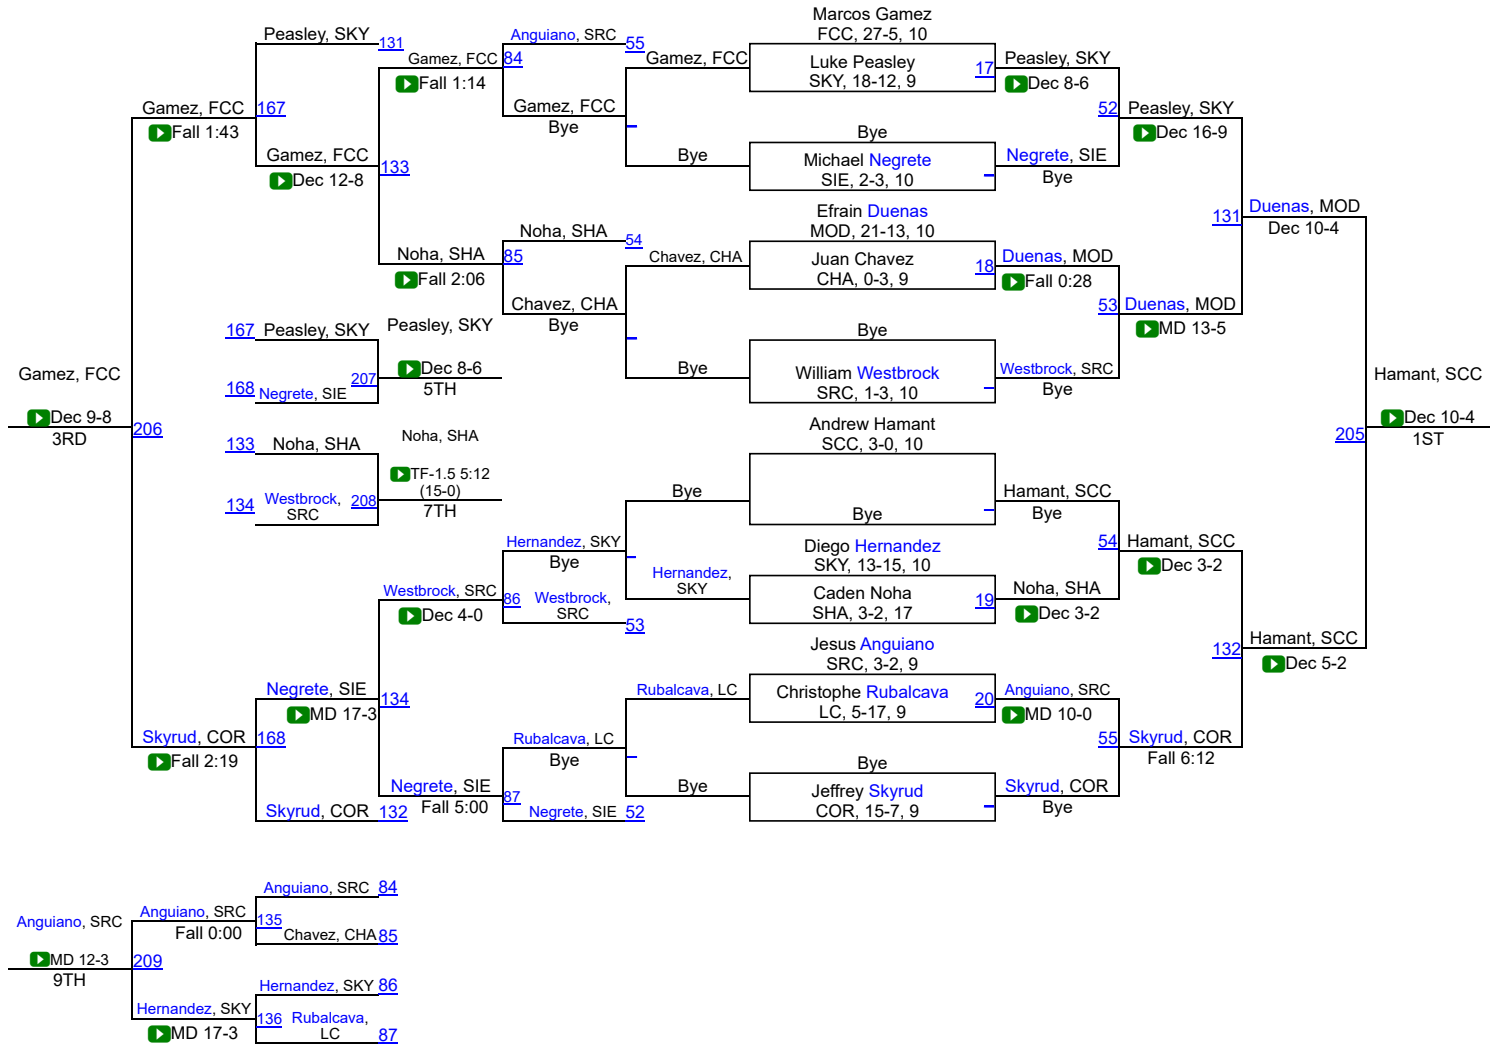 Marcos Gamez
FCC, 27-5, 10
Luke Peasley
SKY, 18-12, 9
17
Bye
Michael Negrete
SIE, 2-3, 10
Efrain Duenas
MOD, 21-13, 10
Juan Chavez
CHA, 0-3, 9
18
Bye
William Westbrock
SRC, 1-3, 10
Andrew Hamant
SCC, 3-0, 10
Bye
Diego Hernandez
SKY, 13-15, 10
Caden Noha
SHA, 3-2, 17
19
Jesus Anguiano
SRC, 3-2, 9
Christophe Rubalcava
LC, 5-17, 9
20
Bye
Jeffrey Skyrud
COR, 15-7, 9
Peasley, SKY
Dec 8-6
52
Negrete, SIE
Bye
Duenas, MOD
Fall 0:28
53
Westbrock, SRC
Bye
Hamant, SCC
Bye
54
Noha, SHA
Dec 3-2
Anguiano, SRC
MD 10-0
55
Skyrud, COR
Bye
Peasley, SKY
Dec 16-9
131
Duenas, MOD
MD 13-5
Hamant, SCC
Dec 3-2
132
Skyrud, COR
Fall 6:12
Duenas, MOD
Dec 10-4
205
Hamant, SCC
Dec 5-2
Hamant, SCC
Dec 10-4
1ST
Gamez, FCC
Bye
Chavez, CHA
Bye
Bye
Hernandez,
SKY
Rubalcava, LC
Bye
Anguiano, SRC
55
84
Gamez, FCC
Bye
Noha, SHA
54
85
Chavez, CHA
Bye
Hernandez, SKY
Bye
86
Westbrock,
SRC
53
Rubalcava, LC
Bye
87
Negrete, SIE
52
Gamez, FCC
Fall 1:14
133
Noha, SHA
Fall 2:06
Westbrock, SRC
Dec 4-0
134
Negrete, SIE
Fall 5:00
Peasley, SKY
131
167
Gamez, FCC
Dec 12-8
Negrete, SIE
MD 17-3
168
Skyrud, COR
132
Gamez, FCC
Fall 1:43
206
Skyrud, COR
Fall 2:19
Gamez, FCC
Dec 9-8
3RD
167
Peasley, SKY
168
Negrete, SIE
207
Peasley, SKY
Dec 8-6
5TH
133
Noha, SHA
134
Westbrock,
SRC
208
Noha, SHA
TF-1.5 5:12
(15-0)
7TH
Anguiano, SRC
84
135
Chavez, CHA
85
Hernandez, SKY
86
136
Rubalcava,
LC
87
Anguiano, SRC
Fall 0:00
209
Hernandez, SKY
MD 17-3
Anguiano, SRC
MD 12-3
9TH